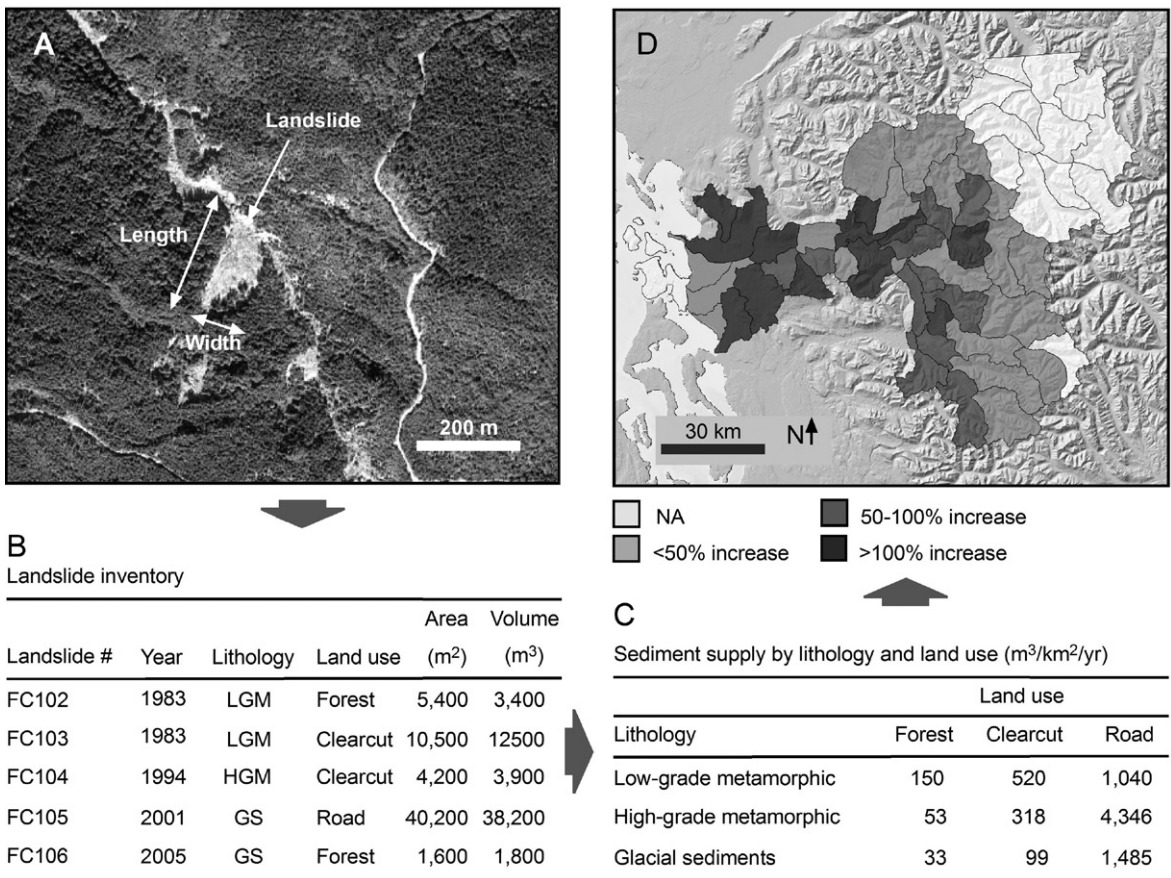 A
Landslide
Length
Width
200 m
D
30 km
N
NA
50-100% increase
<50% increase
>100% increase
B
Landslide inventory
Area Volume
Landslide # Year Lithology Land use (m²) (m³)
FC102 1983 LGM Forest 5,400 3,400
FC103 1983 LGM Clearcut 10,500 12500
FC104 1994 HGM Clearcut 4,200 3,900
FC105 2001 GS Road 40,200 38,200
FC106 2005 GS Forest 1,600 1,800
C
Sediment supply by lithology and land use (m³/km²/yr)
Land use
Lithology Forest Clearcut Road
Low-grade metamorphic 150 520 1,040
High-grade metamorphic 53 318 4,346
Glacial sediments 33 99 1,485